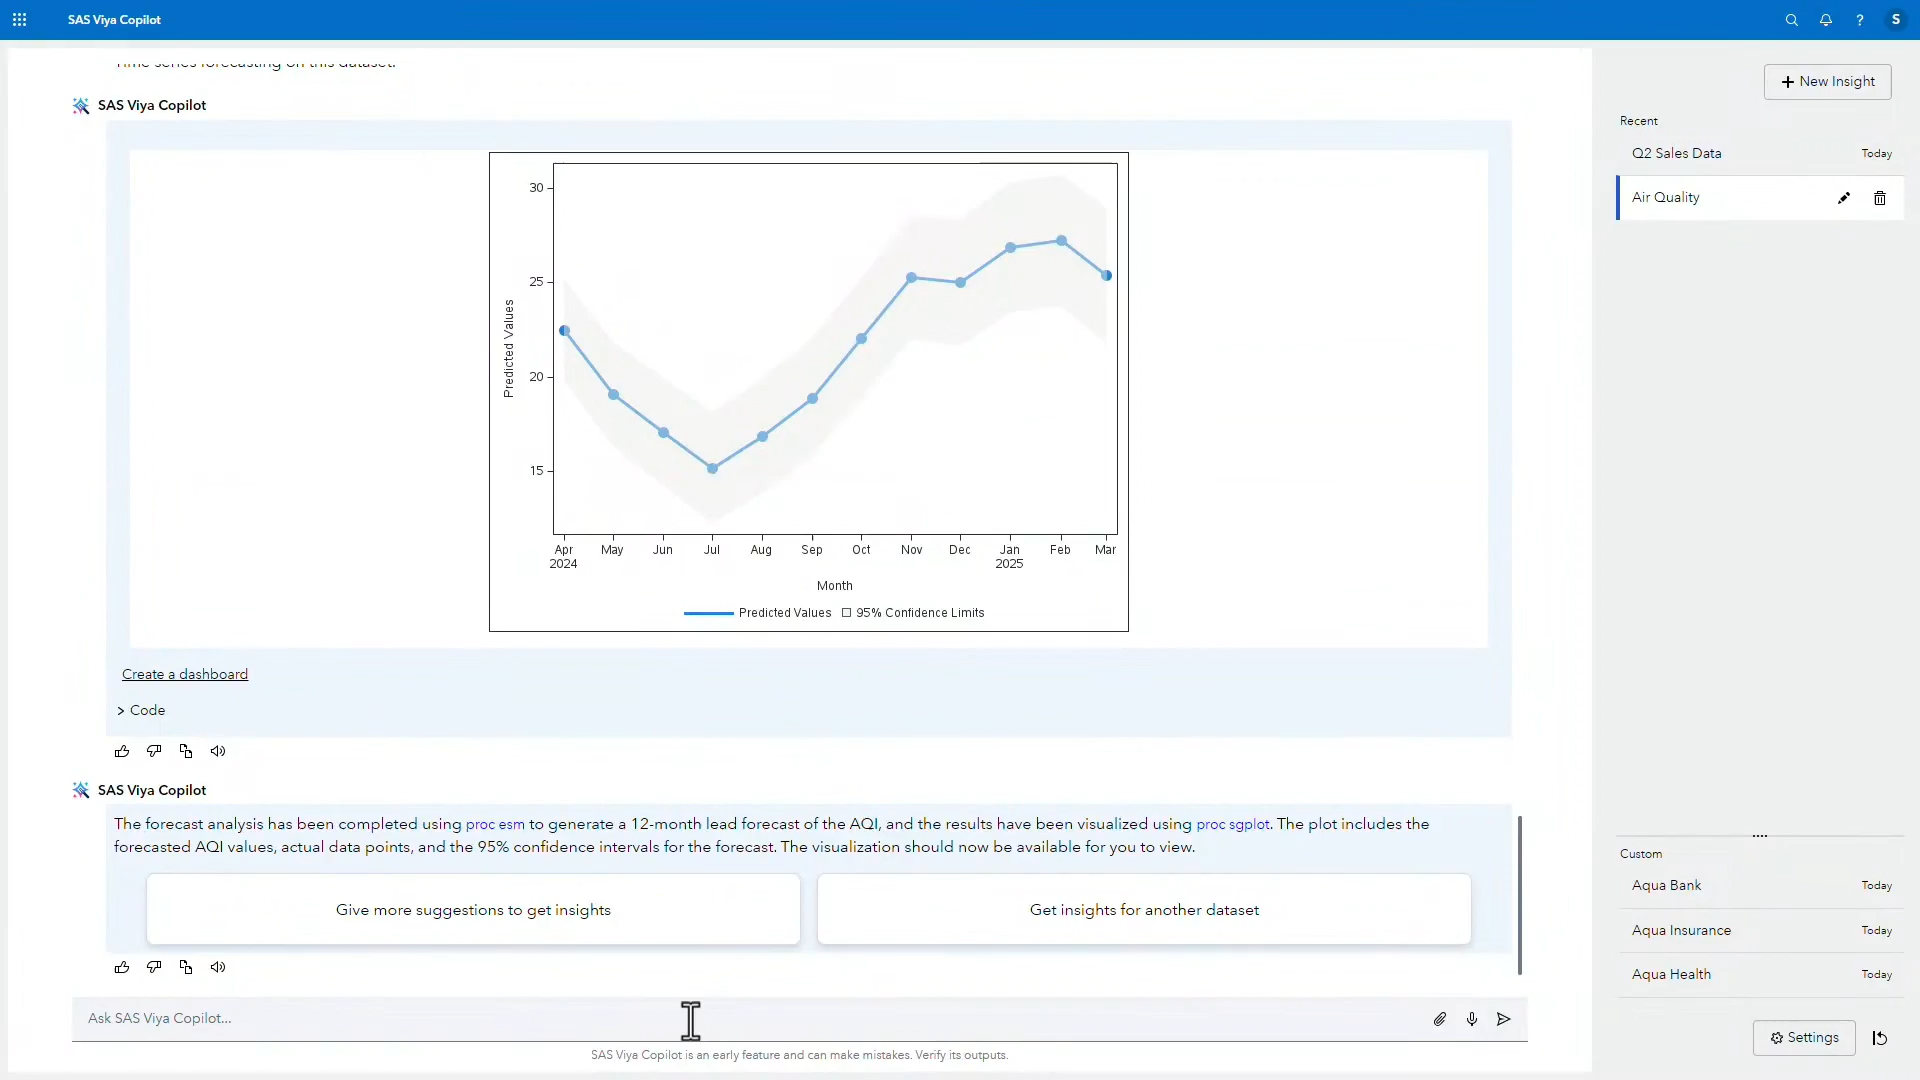 SAS Viya Copilot
S
Time series forecasting on this dataset.
SAS Viya Copilot
30
25
20
15
Predicted Values
Apr May Jun Jul Aug Sep Oct Nov Dec Jan Feb Mar
2024 2025
Month
Predicted Values 95% Confidence Limits
Create a dashboard
> Code
SAS Viya Copilot
The forecast analysis has been completed using proc esm to generate a 12-month lead forecast of the AQI, and the results have been visualized using proc sgplot. The plot includes the
forecasted AQI values, actual data points, and the 95% confidence intervals for the forecast. The visualization should now be available for you to view.
Give more suggestions to get insights
Get insights for another dataset
Ask SAS Viya Copilot...
SAS Viya Copilot is an early feature and can make mistakes. Verify its outputs.
+ New Insight
Recent
Q2 Sales Data Today
Air Quality
Custom
Aqua Bank Today
Aqua Insurance Today
Aqua Health Today
Settings